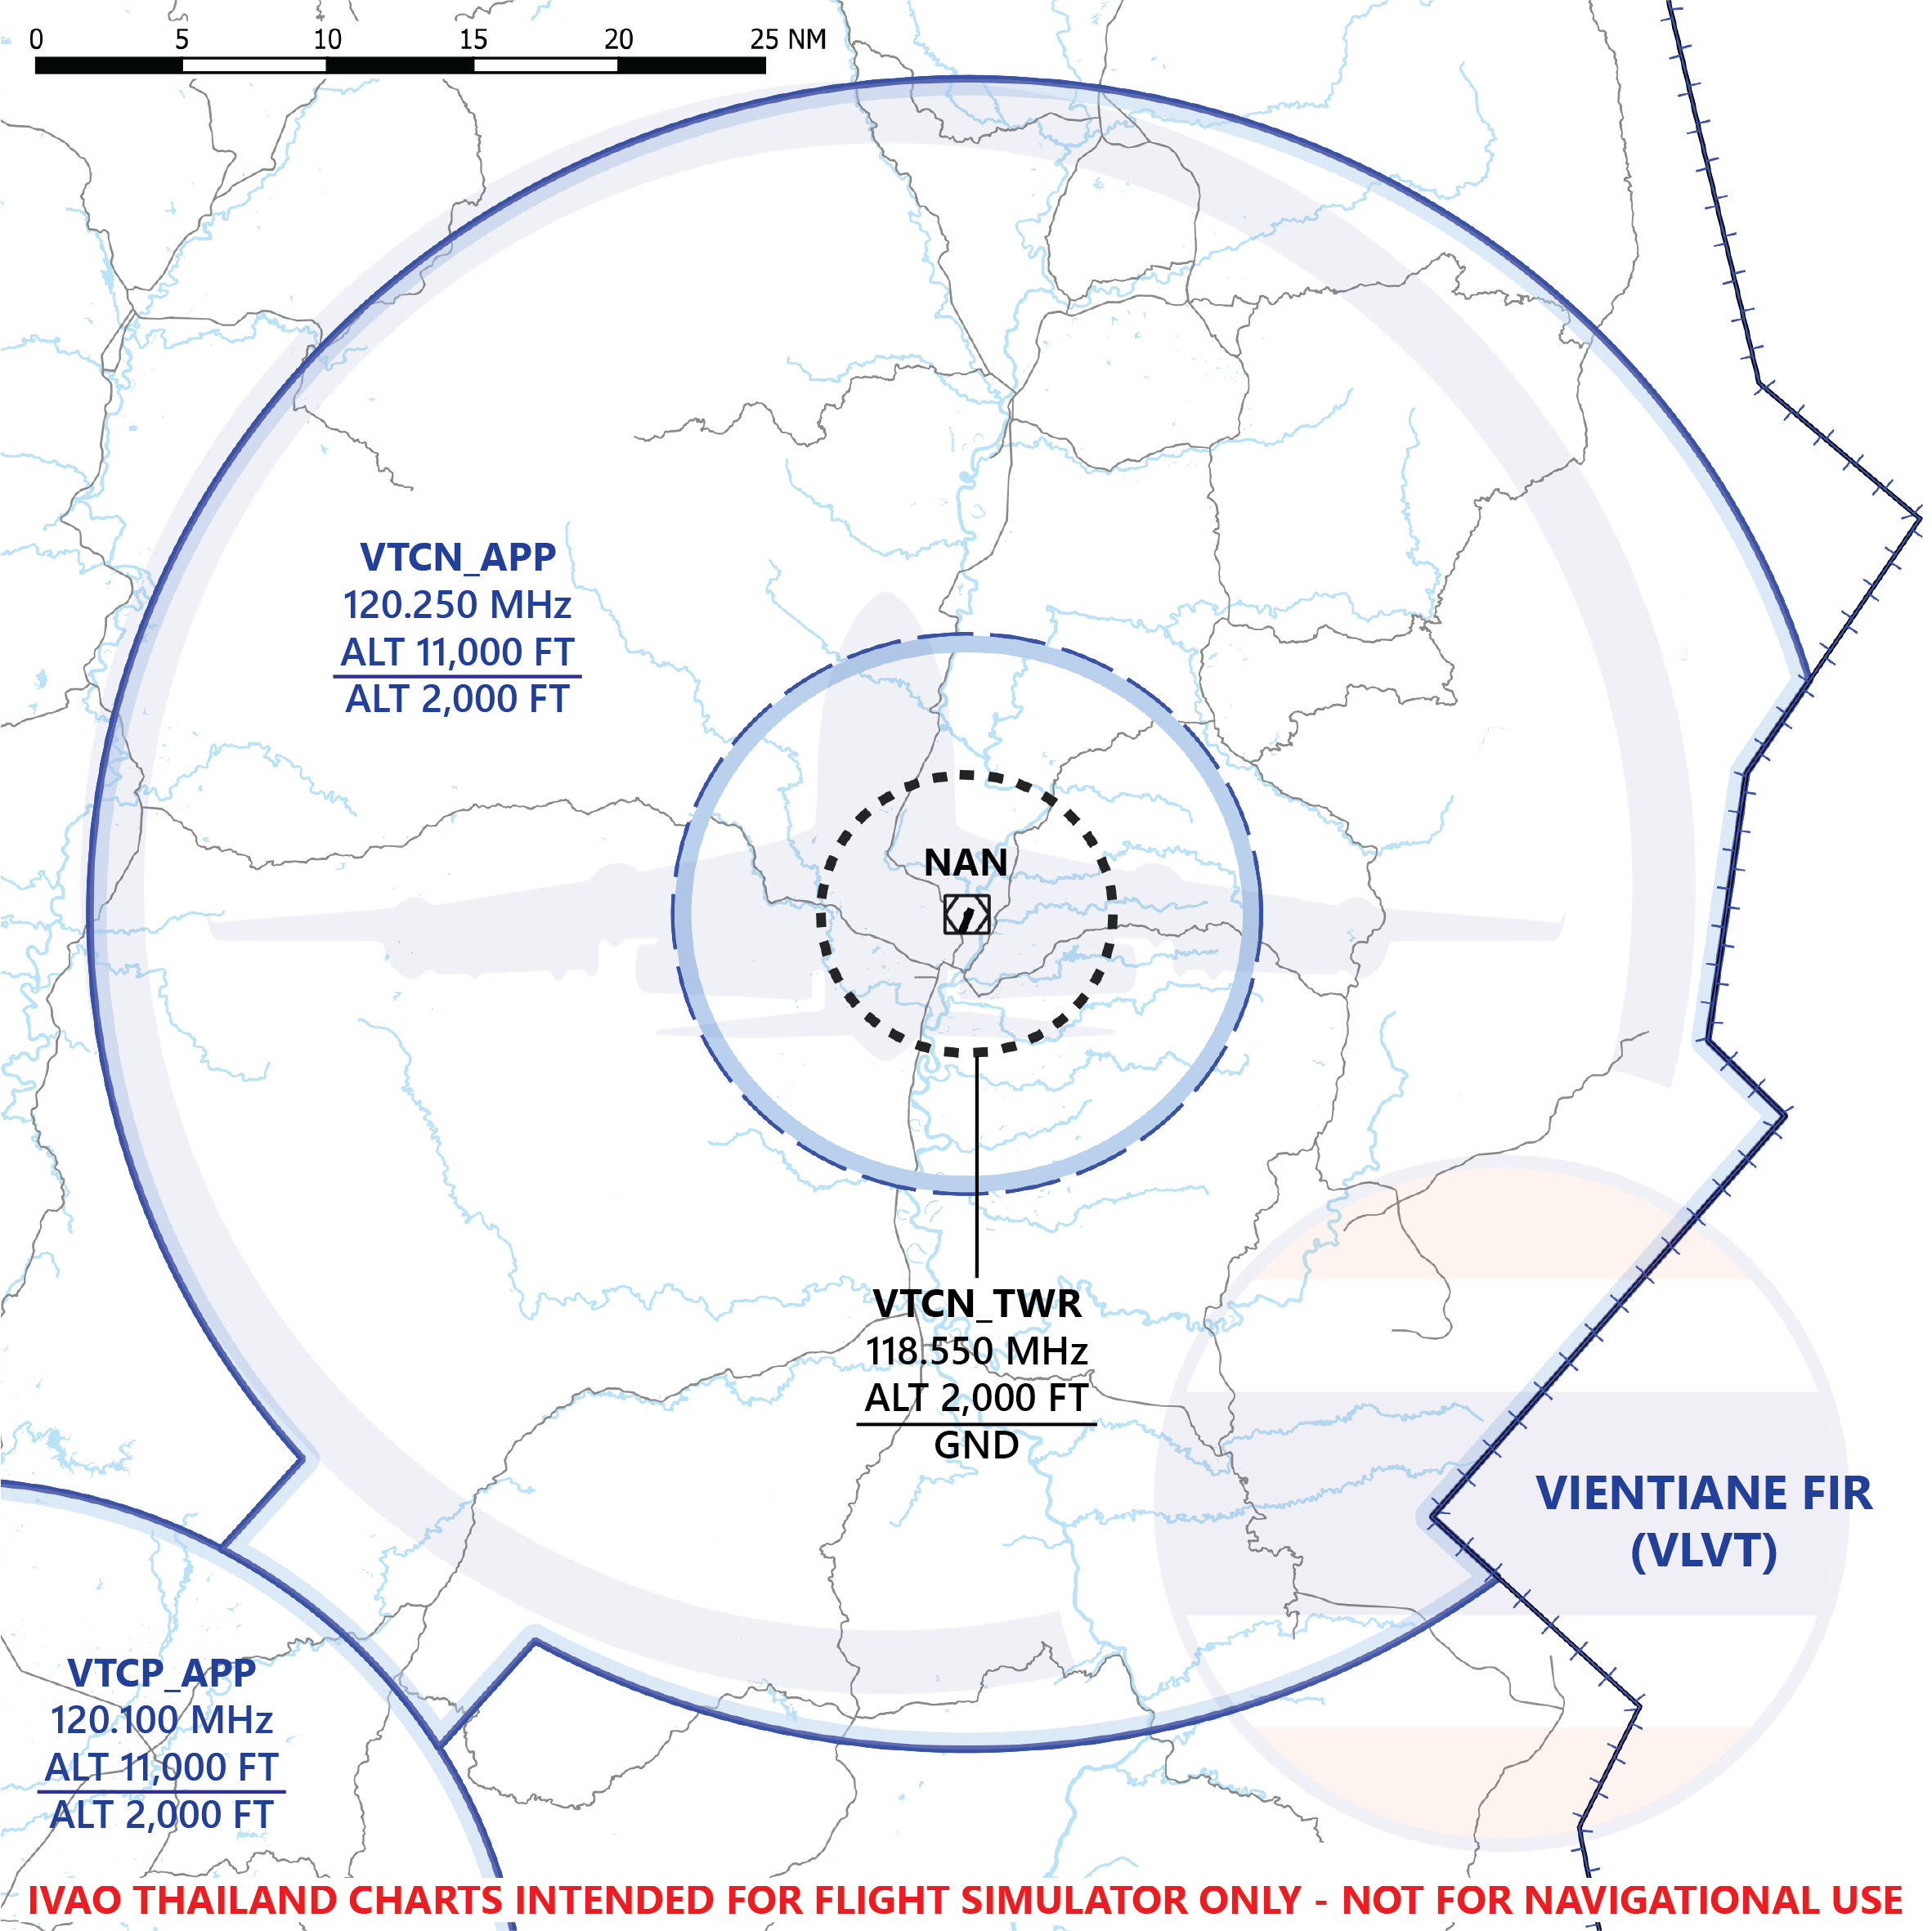 0 5 10 15 20 25 NM
VTCN_APP
120.250 MHz
ALT 11,000 FT
ALT 2,000 FT
NAN
VTCN_TWR
118.550 MHz
ALT 2,000 FT
GND
VIENTIANE FIR
(VLVT)
VTCP_APP
120.100 MHz
ALT 11,000 FT
ALT 2,000 FT
IVAO THAILAND CHARTS INTENDED FOR FLIGHT SIMULATOR ONLY - NOT FOR NAVIGATIONAL USE